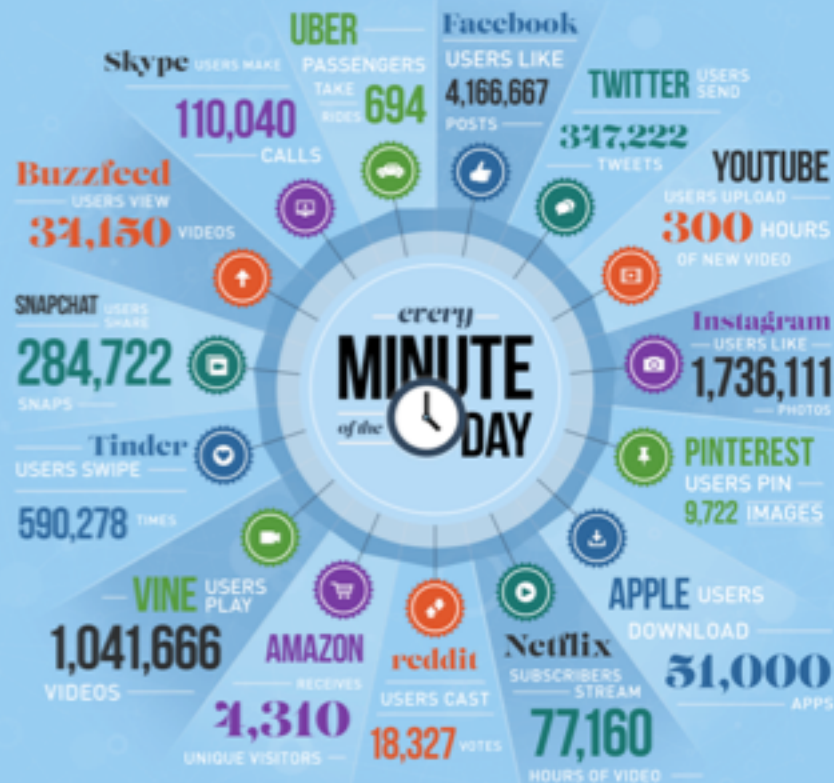 every
MINUTE
of the
DAY
Facebook
USERS LIKE
4,166,667
POSTS
TWITTER USERS SEND
347,222
TWEETS
YOUTUBE
USERS UPLOAD
300 HOURS
OF NEW VIDEO
Instagram
USERS LIKE
1,736,111
PHOTOS
PINTEREST
USERS PIN
9,722 IMAGES
APPLE USERS
DOWNLOAD
51,000
APPS
Netflix
SUBSCRIBERS
STREAM
77,160
HOURS OF VIDEO
reddit
USERS CAST
18,327 VOTES
AMAZON
RECEIVES
4,310
UNIQUE VISITORS
VINE USERS PLAY
1,041,666
VIDEOS
Tinder
USERS SWIPE
590,278 TIMES
SNAPCHAT USERS SHARE
284,722
SNAPS
Buzzfeed
USERS VIEW
34,150 VIDEOS
Skype USERS MAKE
110,040
CALLS
UBER
PASSENGERS
TAKE RIDES 694